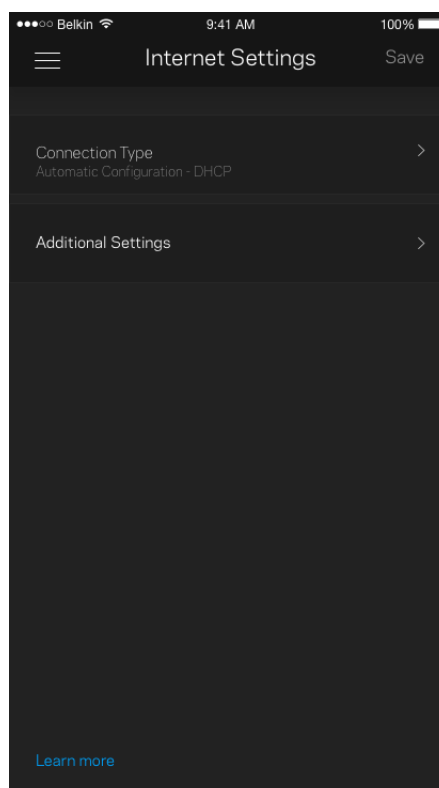 Belkin 9:41 AM 100%
Internet Settings Save
Connection Type
Automatic Configuration - DHCP
Additional Settings
Learn more